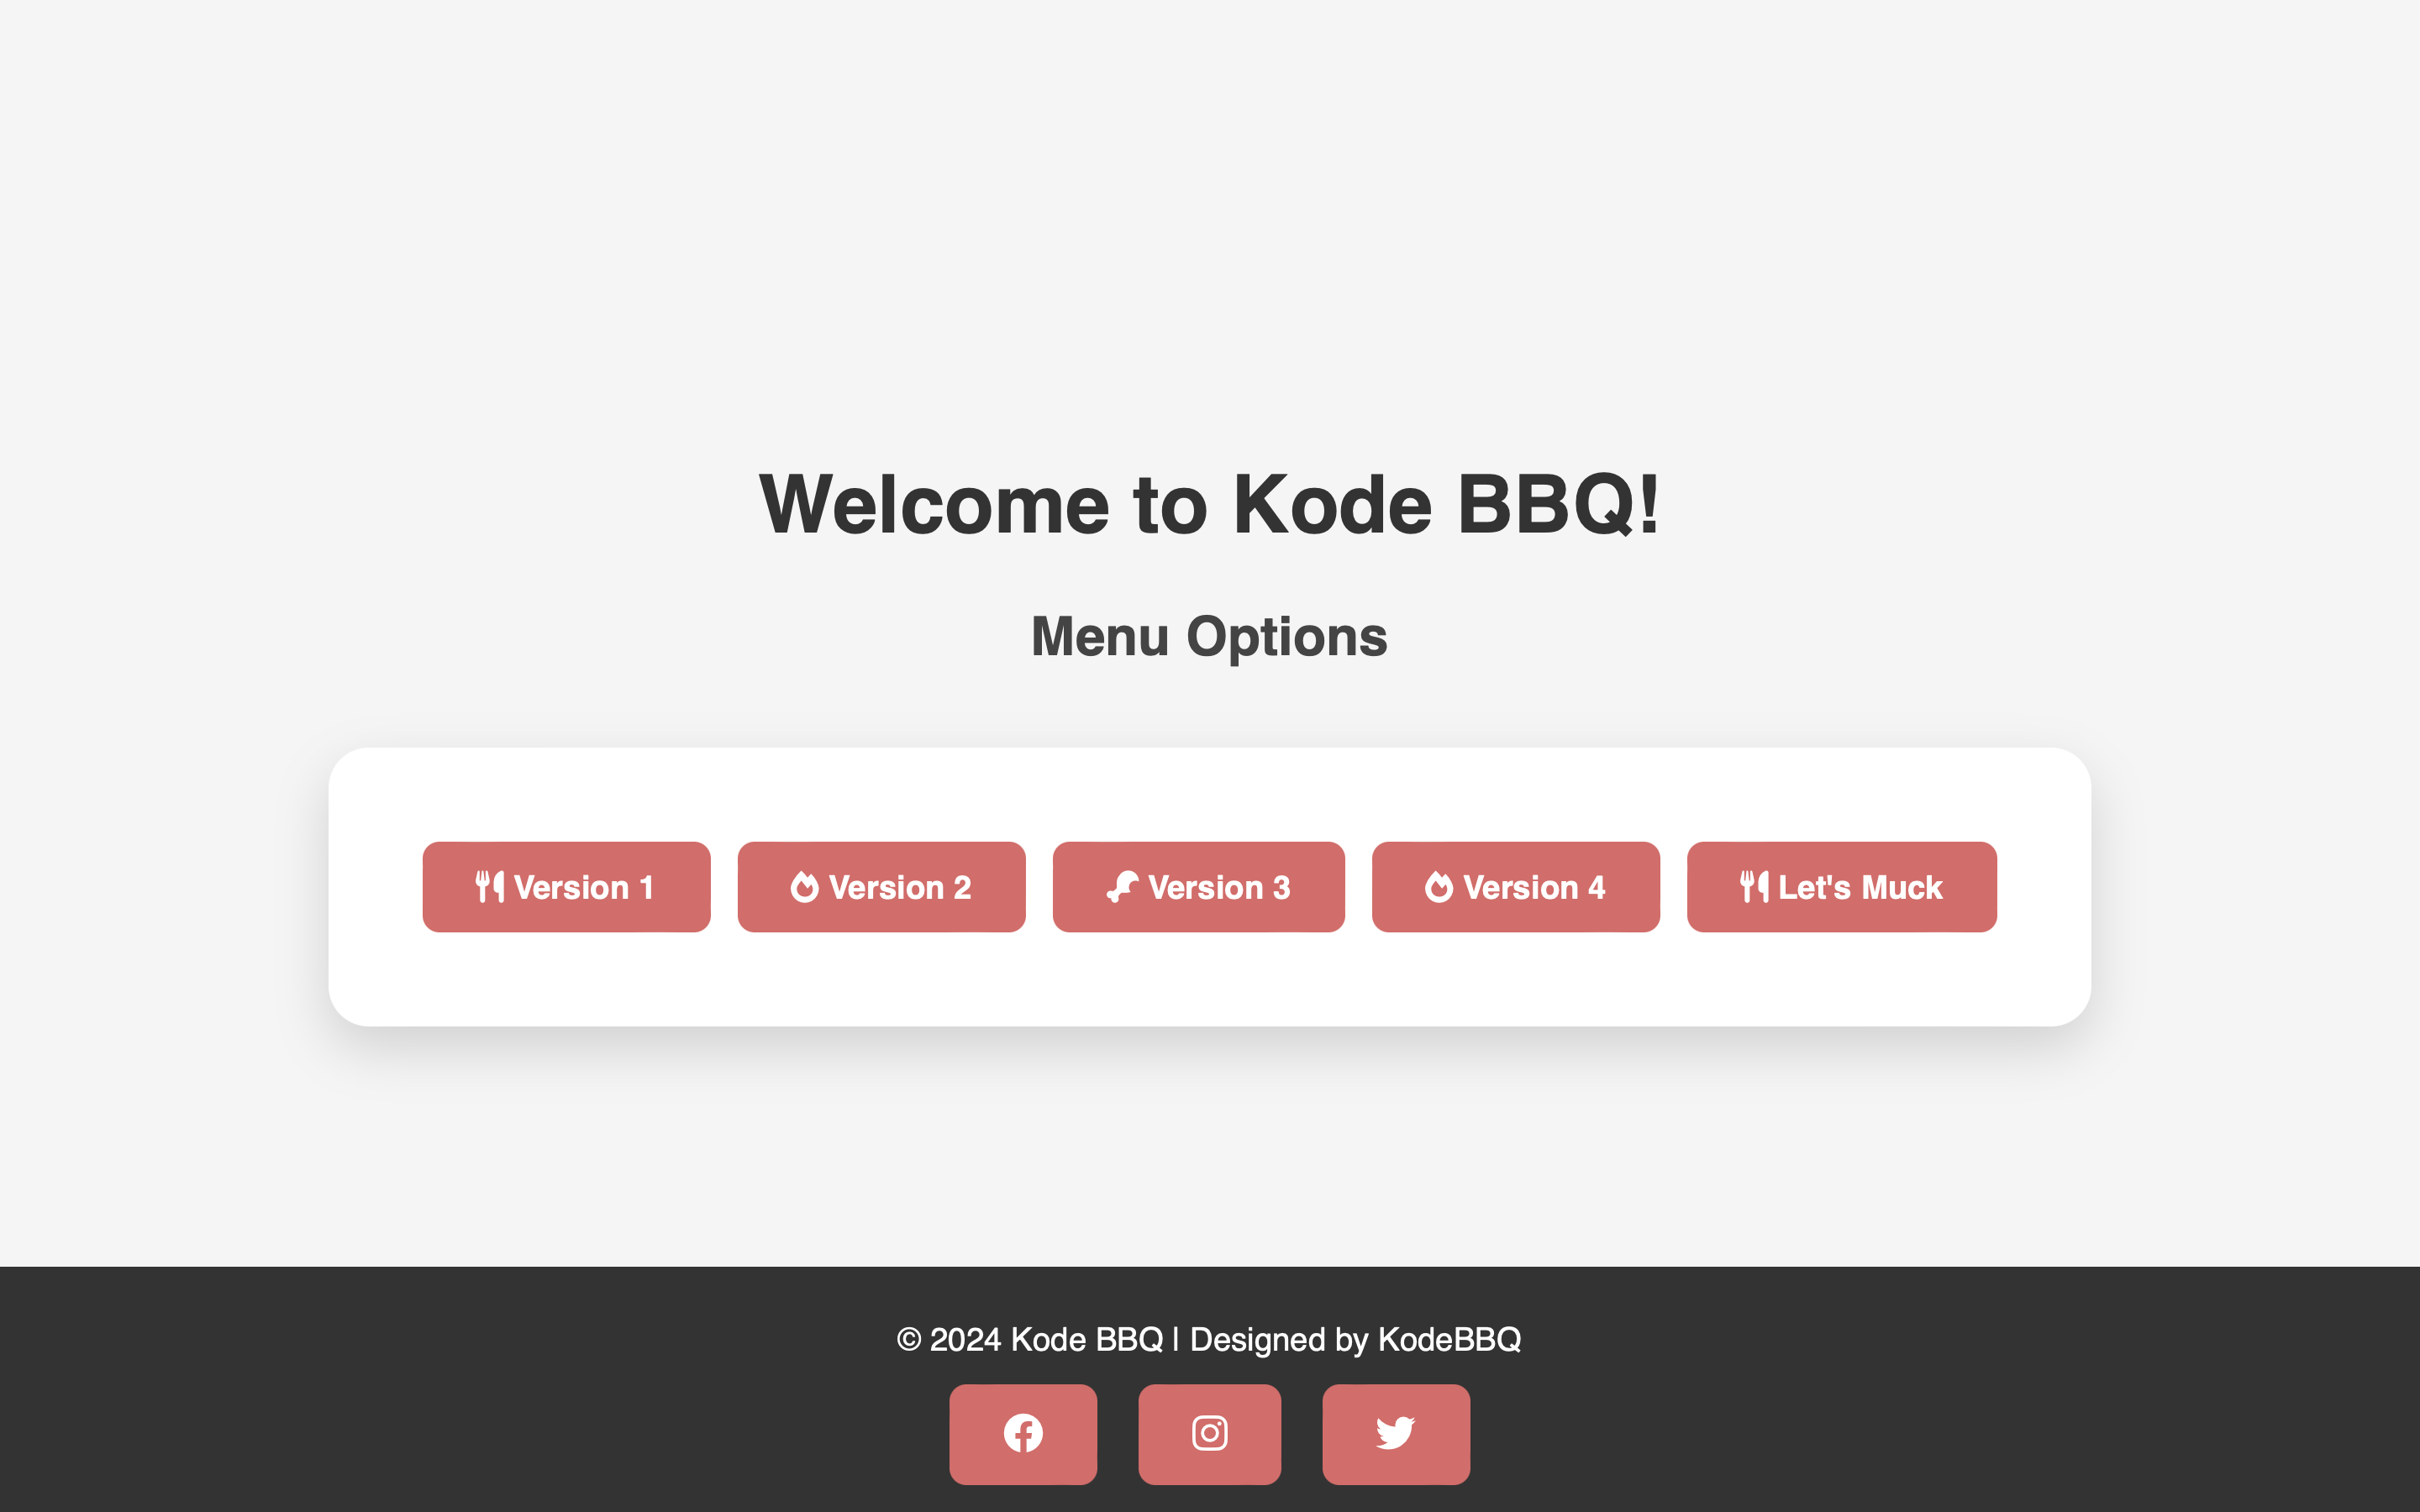 Welcome to Kode BBQ!
Menu Options
Version 1
Version 2
Version 3
Version 4
Let's Muck
© 2024 Kode BBQ | Designed by KodeBBQ